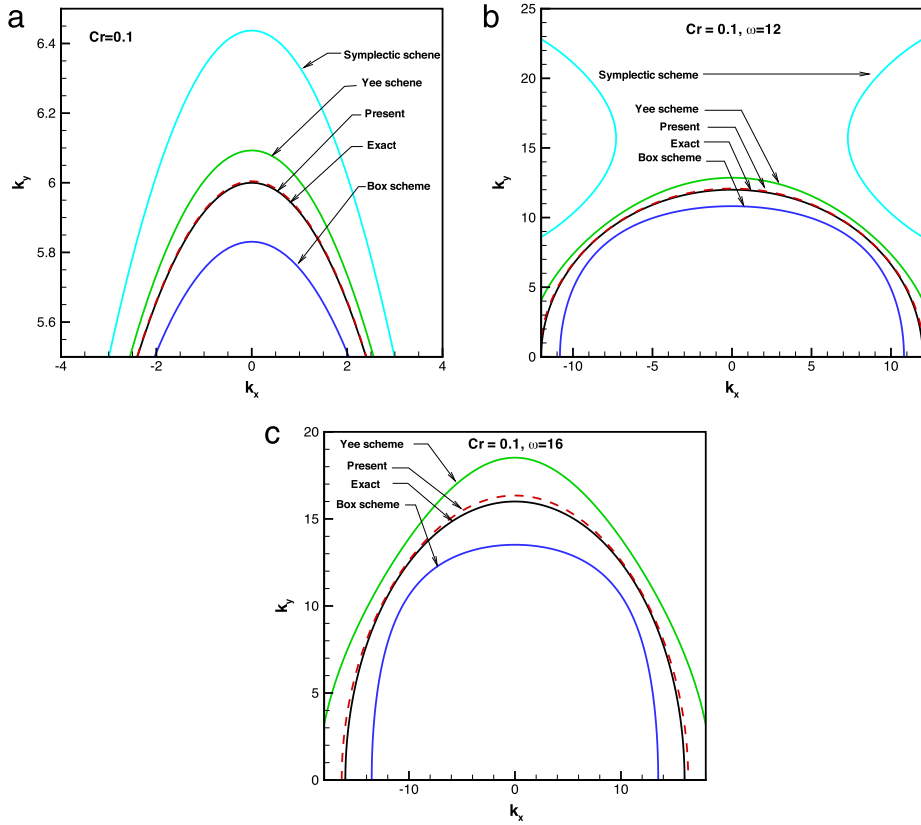 a
Cr=0.1
Symplectic schene
Yee schene
Present
Exact
Box scheme
6.4
6.2
6
5.8
5.6
k_y
-4
-2
0
2
4
k_x
b
Cr = 0.1, ω=12
Symplectic scheme
Yee scheme
Present
Exact
Box scheme
25
20
15
10
5
0
k_y
-10
-5
0
5
10
k_x
c
Cr = 0.1, ω=16
Yee scheme
Present
Exact
Box scheme
20
15
10
5
0
k_y
-10
0
10
k_x